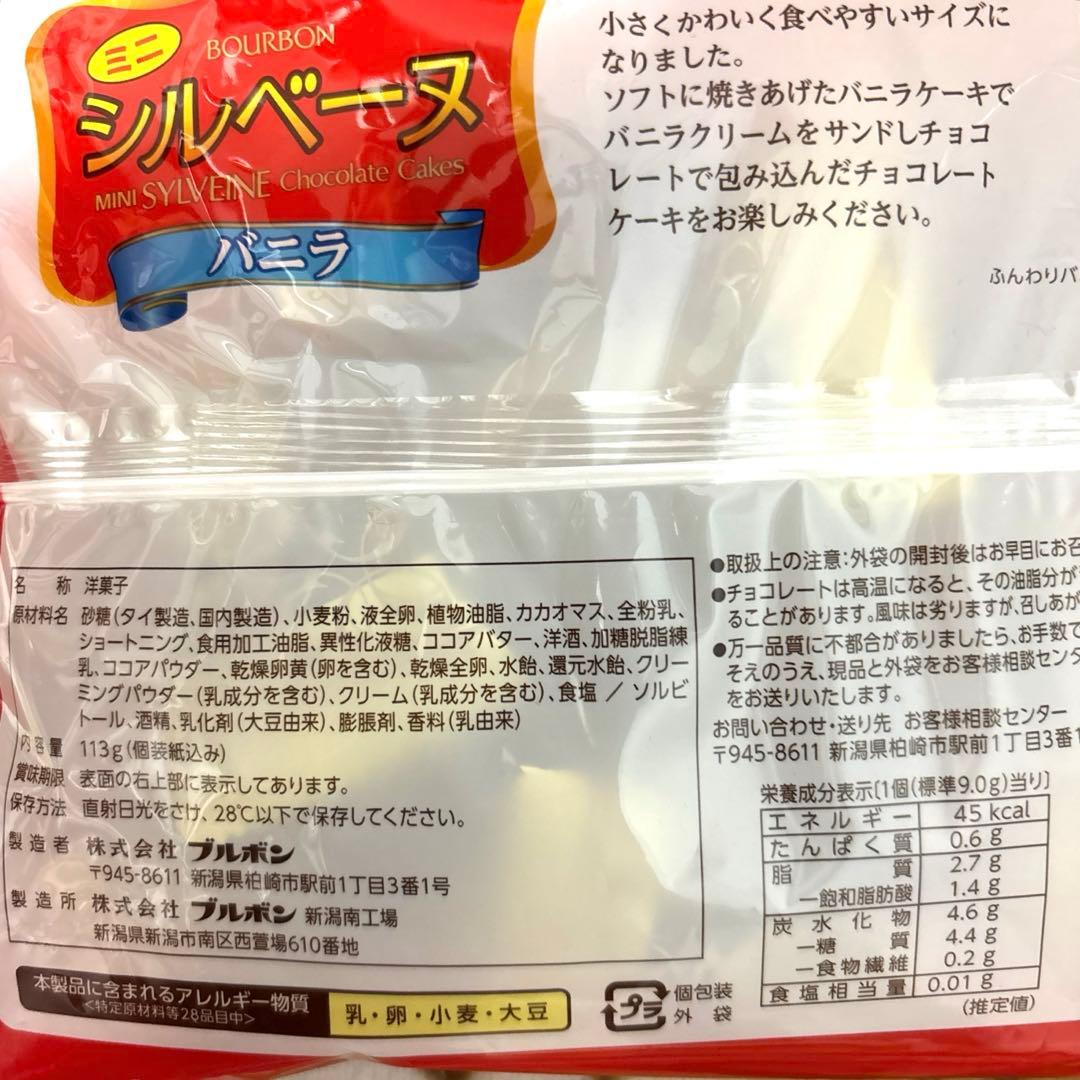 ミニ
BOURBON
シルベーヌ
MINI SYLVEINE Chocolate Cakes
バニラ
小さくかわいく食べやすいサイズに
なりました。
ソフトに焼きあげたバニラケーキで
バニラクリームをサンドしチョコ
レートで包み込んだチョコレート
ケーキをお楽しみください。
ふんわりバ
名 称 洋菓子
原材料名 砂糖(タイ製造、国内製造)、小麦粉、液全卵、植物油脂、カカオマス、全粉乳、
ショートニング、食用加工油脂、異性化液糖、ココアバター、洋酒、加糖脱脂練
乳、ココアパウダー、乾燥卵黄(卵を含む)、乾燥全卵、水飴、還元水飴、クリー
ミングパウダー(乳成分を含む)、クリーム(乳成分を含む)、食塩 / ソルビ
トール、酒精、乳化剤(大豆由来)、膨脹剤、香料(乳由来)
内容量 113g(個装紙込み)
賞味期限 表面の右上部に表示してあります。
保存方法 直射日光をさけ、28℃以下で保存してください。
製造者 株式会社 ブルボン
〒945-8611 新潟県柏崎市駅前1丁目3番1号
製造所 株式会社 ブルボン 新潟南工場
新潟県新潟市南区西萱場610番地
本製品に含まれるアレルギー物質
<特定原材料等28品目中>
乳・卵・小麦・大豆
●取扱上の注意:外袋の開封後はお早目にお召
●チョコレートは高温になると、その油脂分が
ることがあります。風味は劣りますが、召しあが
●万一品質に不都合がありましたら、お手数で
そえのうえ、現品と外袋をお客様相談センタ
をお送りいたします。
お問い合わせ・送り先 お客様相談センター
〒945-8611 新潟県柏崎市駅前1丁目3番1
栄養成分表示[1個(標準9.0g)当り]
エネルギー 45 kcal
たんぱく質 0.6 g
脂質 2.7 g
―飽和脂肪酸 1.4 g
炭水化物 4.6 g
―糖質 4.4 g
―食物繊維 0.2 g
食塩相当量 0.01 g
(推定値)
プラ
個包装
外 袋